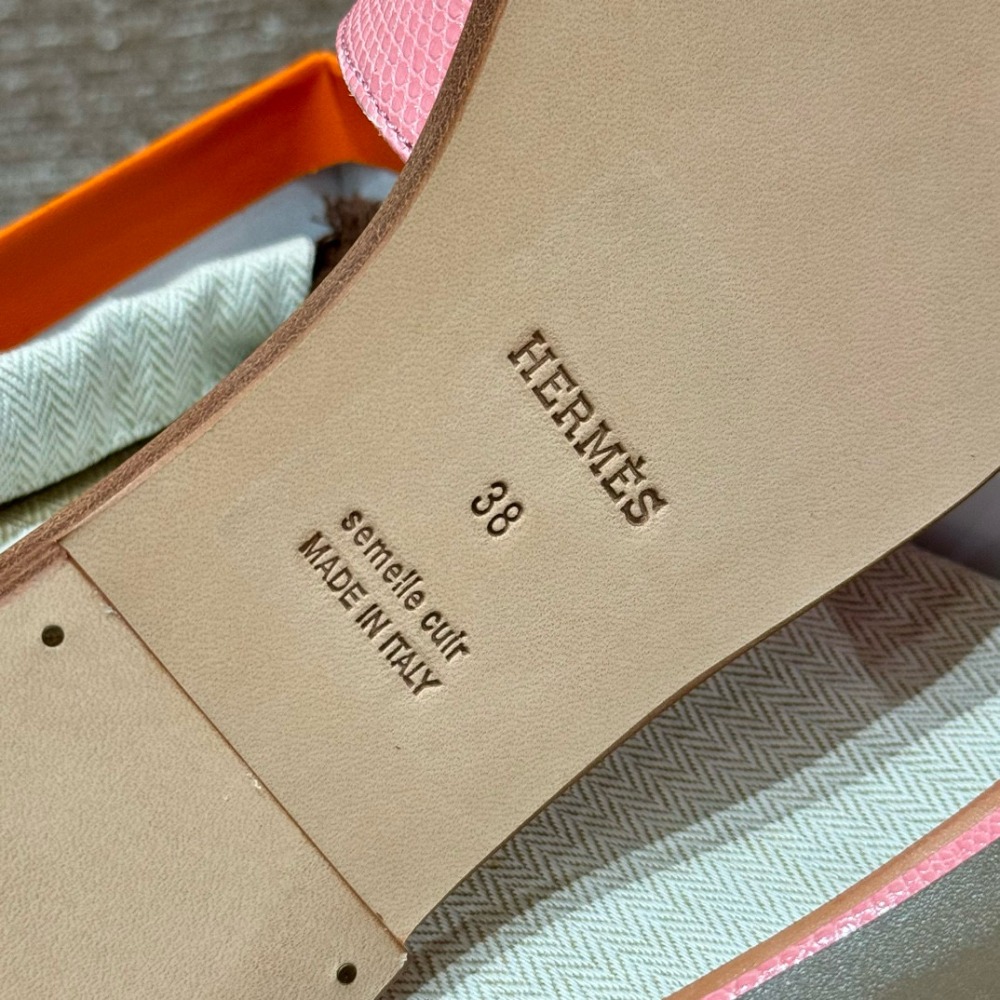 HERMÈS
38
semelle cuir
MADE IN ITALY